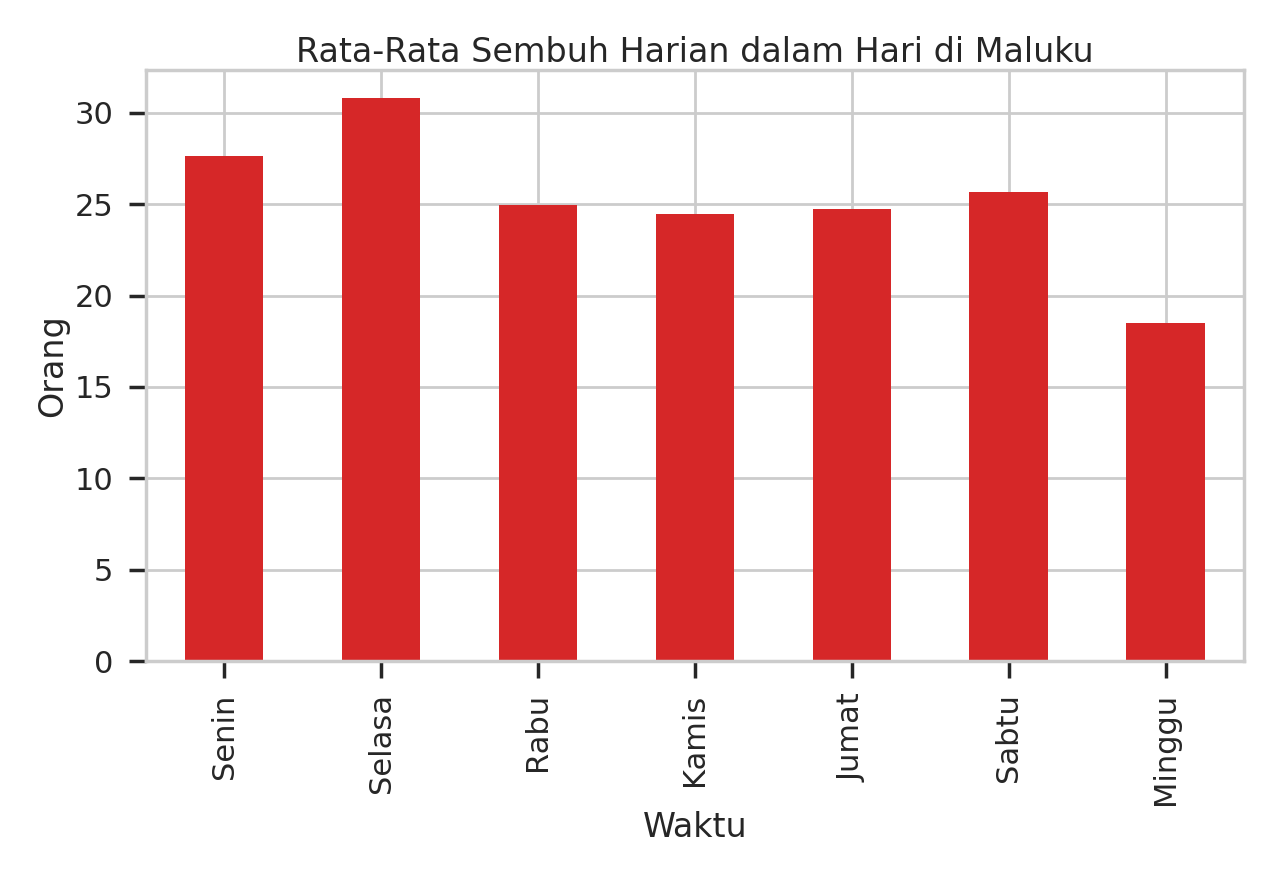 Rata-Rata Sembuh Harian dalam Hari di Maluku
Orang
30
25
20
15
10
5
0
Senin
Selasa
Rabu
Kamis
Jumat
Sabtu
Minggu
Waktu